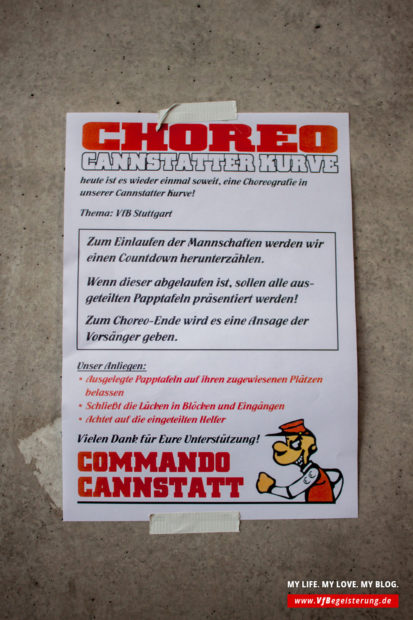 CHOREO
CANNSTATTER KURVE
heute ist es wieder einmal soweit, eine Choreografie in
unserer Cannstatter Kurve!
Thema: VfB Stuttgart
Zum Einlaufen der Mannschaften werden wir
einen Countdown herunterzählen.
Wenn dieser abgelaufen ist, sollen alle aus-
geteilten Papptafeln präsentiert werden!
Zum Choreo-Ende wird es eine Ansage der
Vorsänger geben.
Unser Anliegen:
• Ausgelegte Papptafeln auf ihren zugewiesenen Plätzen
belassen
• Schließt die Lücken in Blöcken und Eingängen
• Achtet auf die eingeteilten Helfer
Vielen Dank für Eure Unterstützung!
COMMANDO
CANNSTATT
MY LIFE. MY LOVE. MY BLOG.
www.VfBegeisterung.de